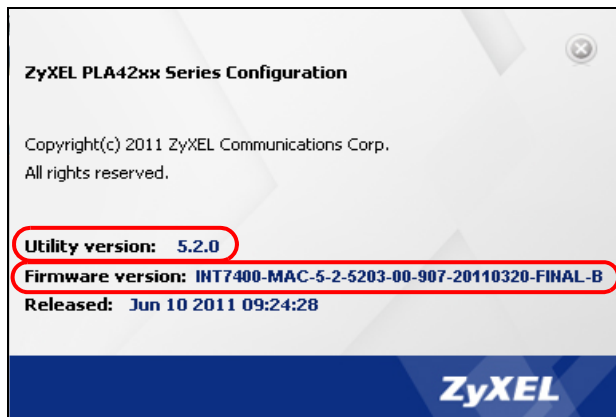 ZyXEL PLA42xx Series Configuration
Copyright(c) 2011 ZyXEL Communications Corp.
All rights reserved.
Utility version: 5.2.0
Firmware version: INT7400-MAC-5-2-5203-00-907-20110320-FINAL-B
Released: Jun 10 2011 09:24:28
ZyXEL